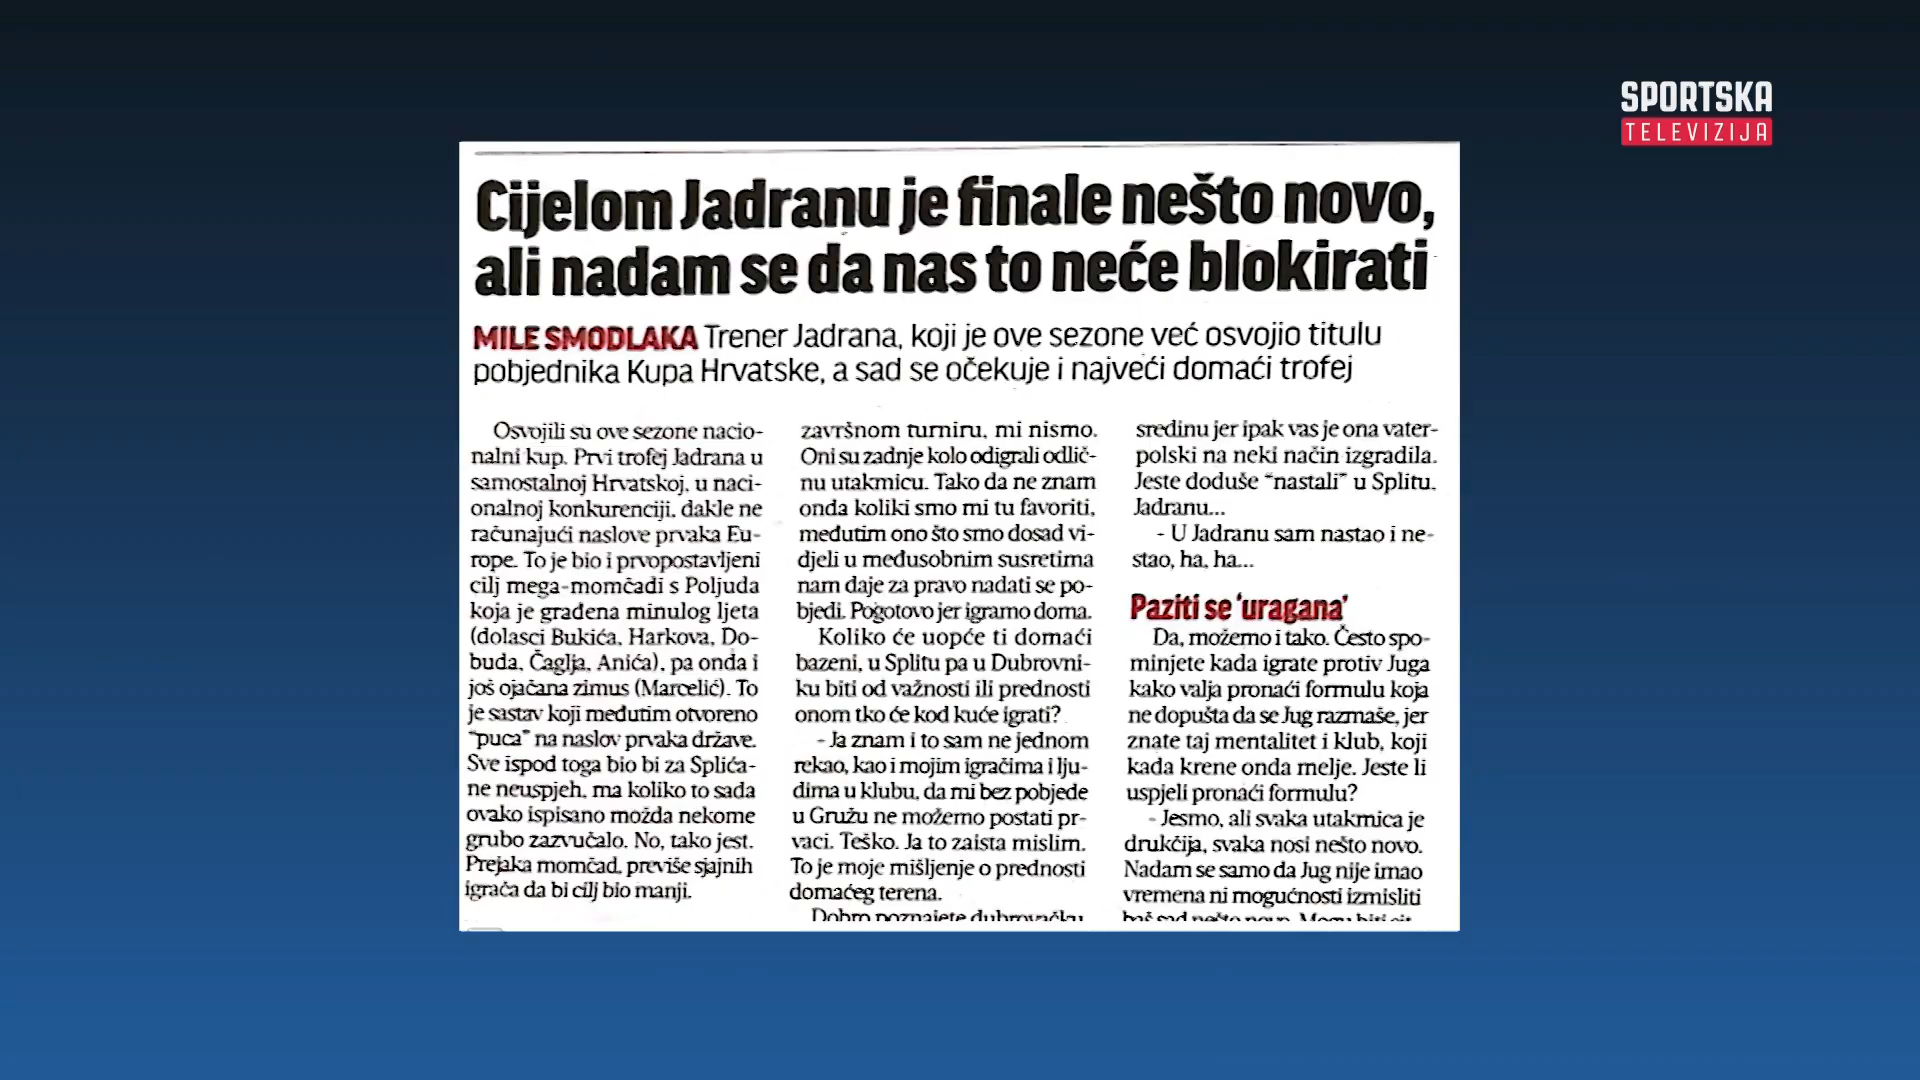 SPORTSKA
TELEVIZIJA
Cijelom Jadranu je finale nešto novo,
ali nadam se da nas to neće blokirati
MILE SMODLAKA Trener Jadrana, koji je ove sezone već osvojio titulu
pobjednika Kupa Hrvatske, a sad se očekuje i najveći domaći trofej
Osvojili su ove sezone nacio-
nalni kup. Prvi trofej Jadrana u
samostalnoj Hrvatskoj, u naci-
onalnoj konkurenciji, dakle ne
računajući naslove prvaka Eu-
rope. To je bio i prvopostavljeni
cilj mega-momčadi s Poljuda
koja je građena minulog ljeta
(dolasci Bukića, Harkova, Do-
buda, Čaglja, Anića), pa onda i
još ojačana zimus (Marcelić). To
je sastav koji međutim otvoreno
"puca" na naslov prvaka države.
Sve ispod toga bio bi za Splića-
ne neuspjeh, ma koliko to sada
ovako ispisano možda nekome
grubo zazvučalo. No, tako jest.
Prejaka momčad, previše sjajnih
igrača da bi cilj bio manji.
završnom turniru, mi nismo.
Oni su zadnje kolo odigrali odlič-
nu utakmicu. Tako da ne znam
onda koliki smo mi tu favoriti,
međutim ono što smo dosad vi-
djeli u međusobnim susretima
nam daje za pravo nadati se po-
bjedi. Pogotovo jer igramo doma.
Koliko će uopće ti domaći
bazeni, u Splitu pa u Dubrovni-
ku biti od važnosti ili prednosti
onom tko će kod kuće igrati?
- Ja znam i to sam ne jednom
rekao, kao i mojim igračima i lju-
dima u klubu, da mi bez pobjede
u Gružu ne možemo postati pr-
vaci. Teško. Ja to zaista mislim.
To je moje mišljenje o prednosti
domaćeg terena.
Dobro poznajete dubrovačku
sredinu jer ipak vas je ona vater-
polski na neki način izgradila.
Jeste doduše "nastali" u Splitu,
Jadranu...
- U Jadranu sam nastao i ne-
stao, ha, ha...
Paziti se 'uragana'
Da, možemo i tako. Često spo-
minjete kada igrate protiv Juga
kako valja pronaći formulu koja
ne dopušta da se Jug razmaše, jer
znate taj mentalitet i klub, koji
kada krene onda melje. Jeste li
uspjeli pronaći formulu?
- Jesmo, ali svaka utakmica je
drukčija, svaka nosi nešto novo.
Nadam se samo da Jug nije imao
vremena ni mogućnosti izmisliti
baš sad nešto novo. Mogu biti